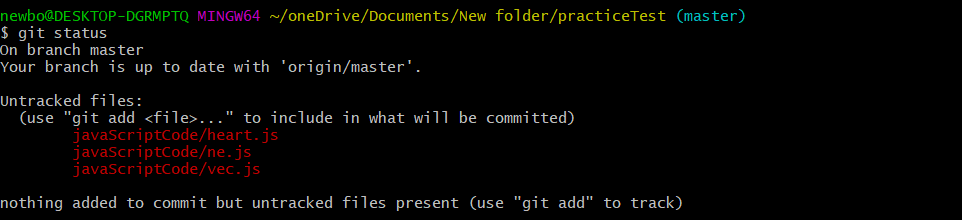 newbo@DESKTOP-DGRMPTQ MINGW64 ~/oneDrive/Documents/New folder/practiceTest (master)
$ git status
On branch master
Your branch is up to date with 'origin/master'.
Untracked files:
  (use "git add <file>..." to include in what will be committed)
        javaScriptCode/heart.js
        javaScriptCode/ne.js
        javaScriptCode/vec.js
nothing added to commit but untracked files present (use "git add" to track)